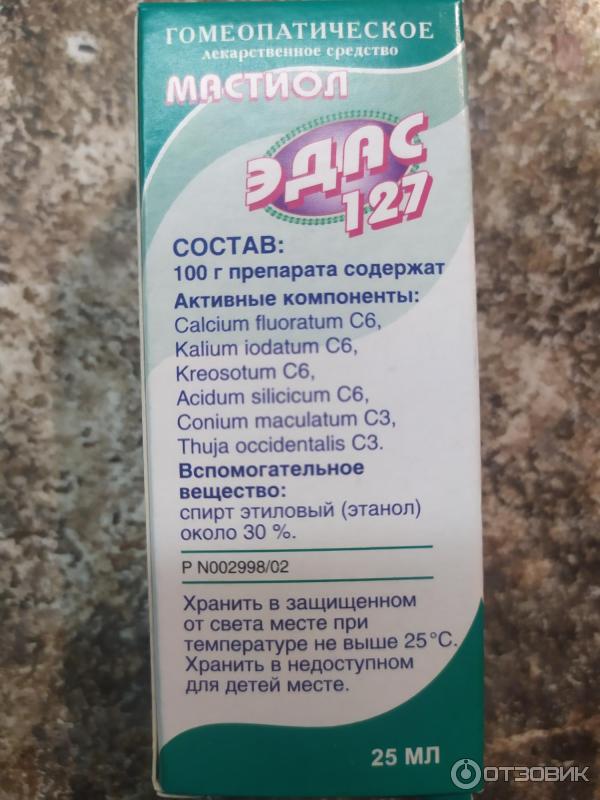 ГОМЕОПАТИЧЕСКОЕ
лекарственное средство
МАСТИОЛ
ЭДАС
127
СОСТАВ:
100 г препарата содержат
Активные компоненты:
Calcium fluoratum C6,
Kalium iodatum C6,
Kreosotum C6,
Acidum silicicum C6,
Conium maculatum C3,
Thuja occidentalis C3.
Вспомогательное
вещество:
спирт этиловый (этанол)
около 30 %.
Р N002998/02
Хранить в защищенном
от света месте при
температуре не выше 25°С.
Хранить в недоступном
для детей месте.
25 МЛ
ОТЗОВИК